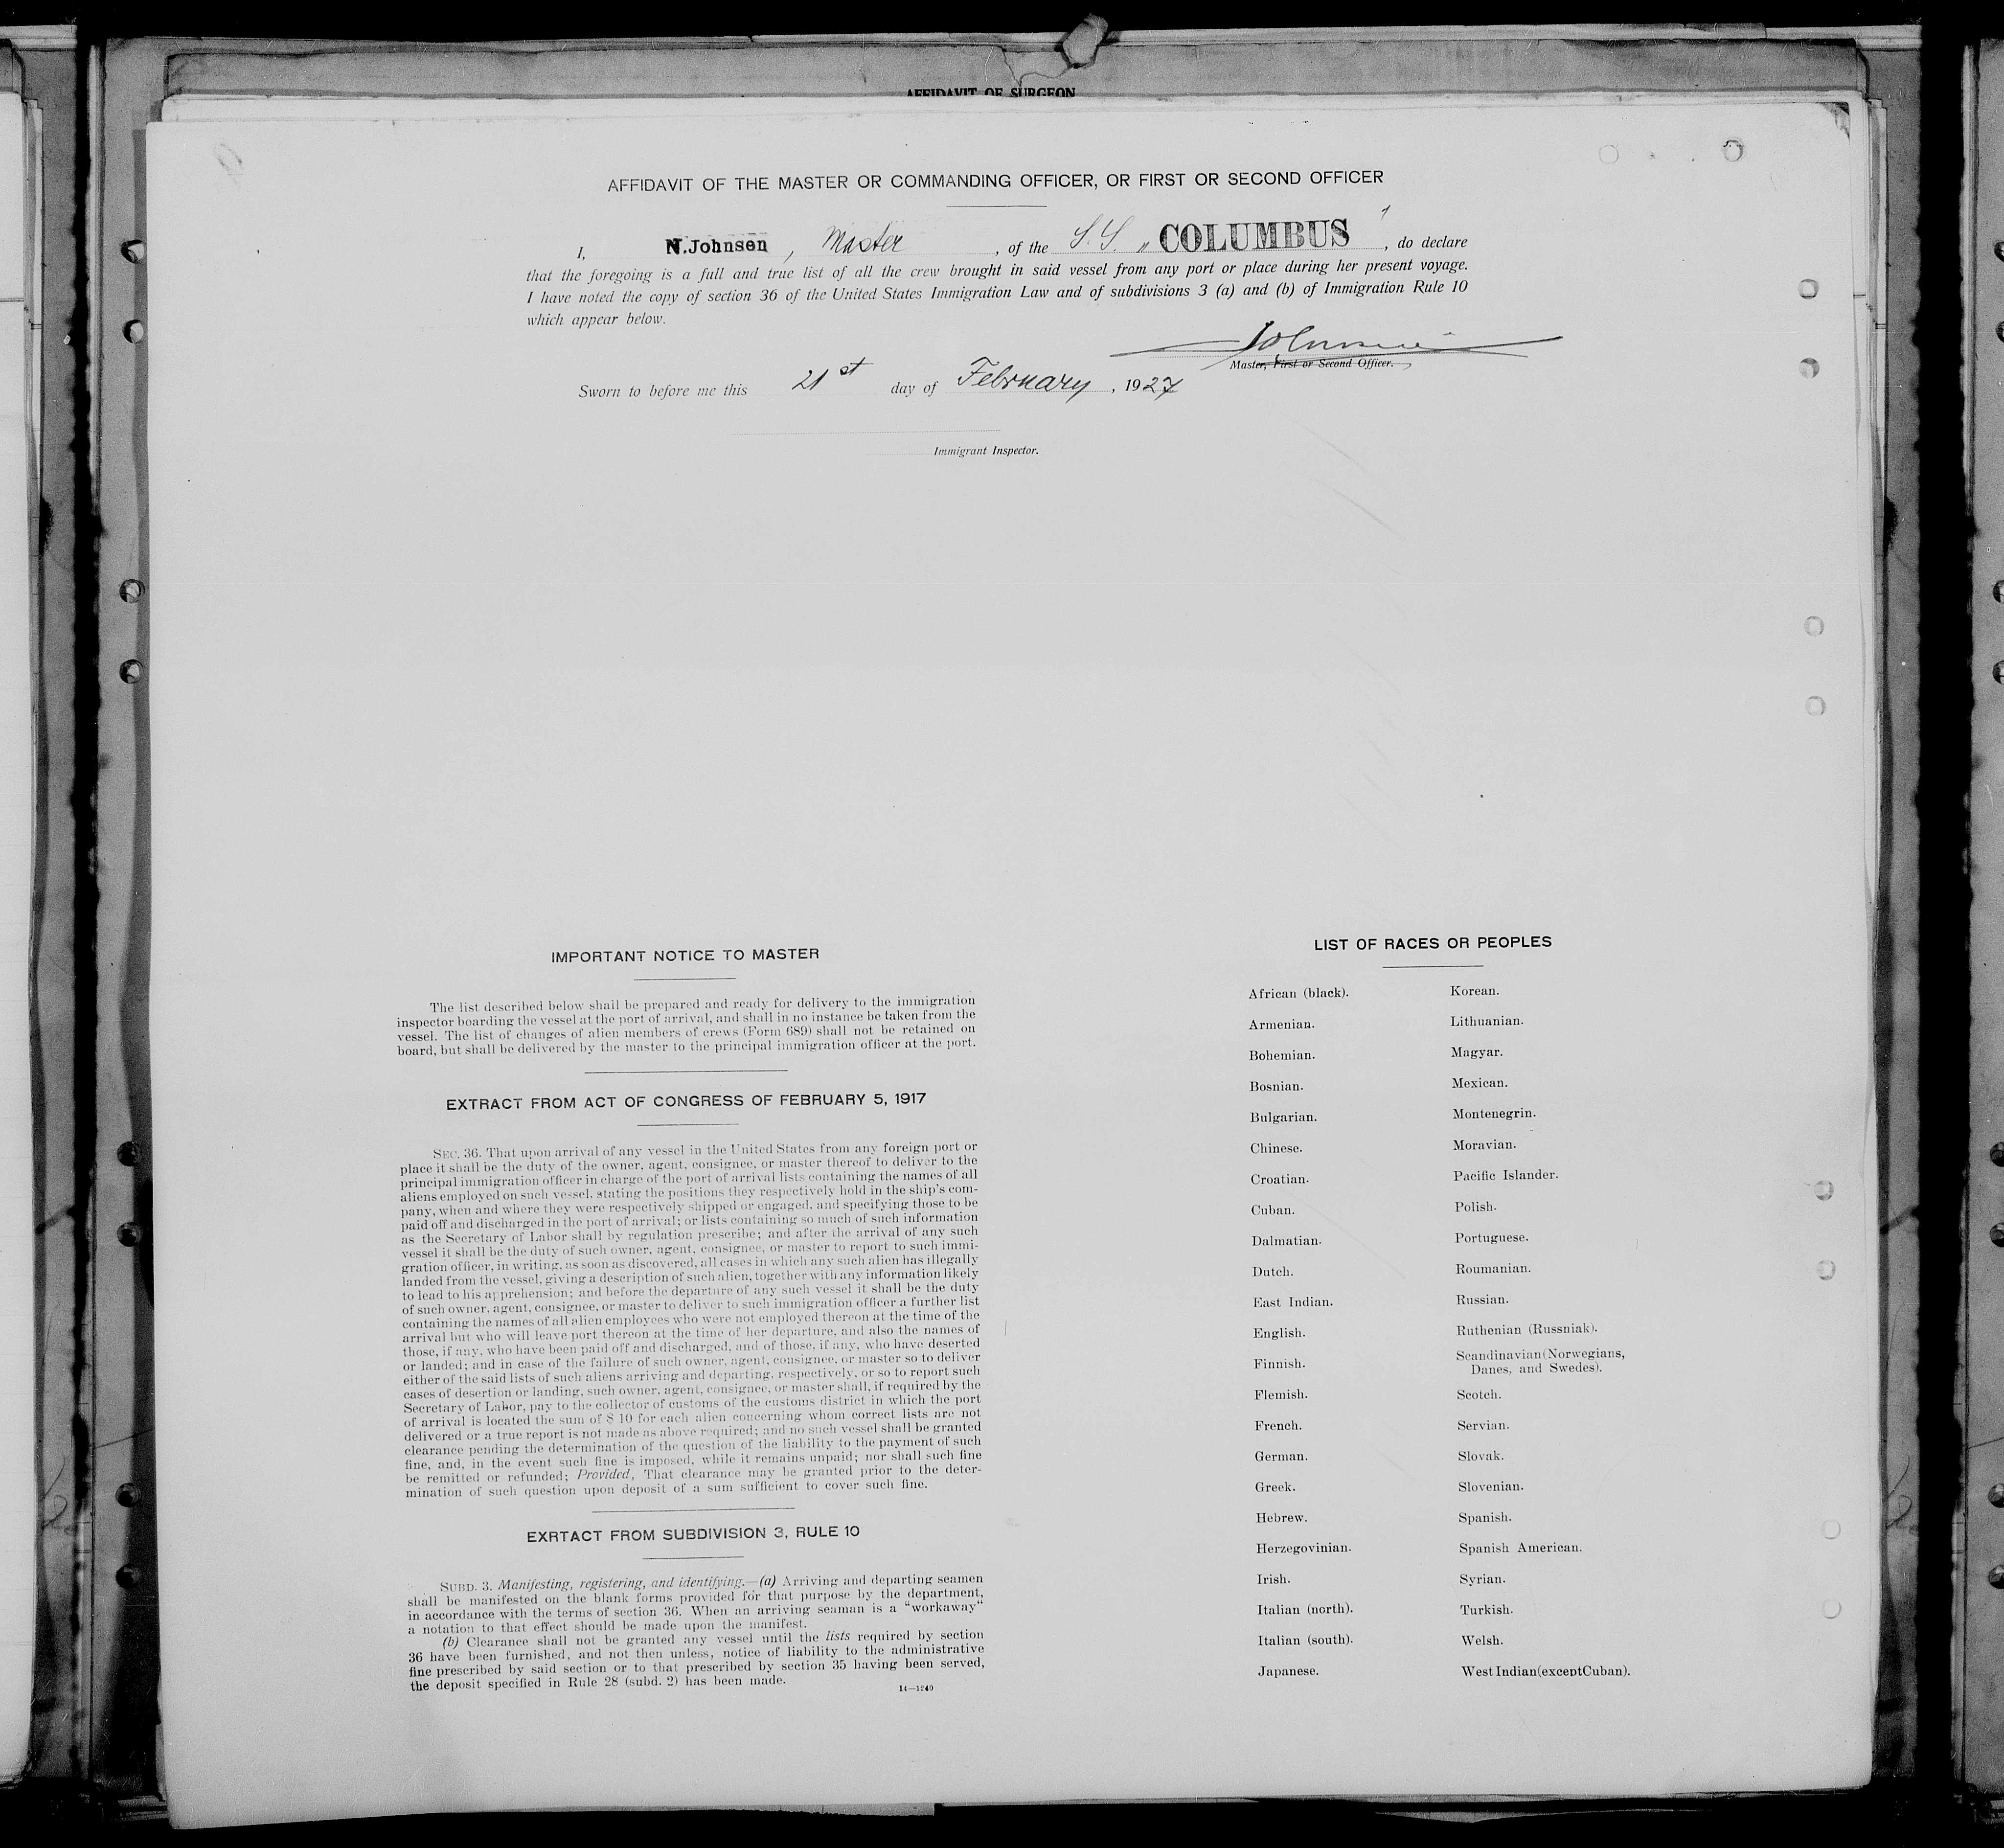 AFFIDAVIT OF SURGEON
AFFIDAVIT OF THE MASTER OR COMMANDING OFFICER, OR FIRST OR SECOND OFFICER
I, N.Johnsen, Master, of the S.S. „COLUMBUS", do declare
that the foregoing is a full and true list of all the crew brought in said vessel from any port or place during her present voyage.
I have noted the copy of section 36 of the United States Immigration Law and of subdivisions 3 (a) and (b) of Immigration Rule 10
which appear below.
Johnsen
Master, First or Second Officer.
Sworn to before me this 21st day of February, 1927
Immigrant Inspector.
IMPORTANT NOTICE TO MASTER
The list described below shall be prepared and ready for delivery to the immigration
inspector boarding the vessel at the port of arrival, and shall in no instance be taken from the
vessel. The list of changes of alien members of crews (Form 689) shall not be retained on
board, but shall be delivered by the master to the principal immigration officer at the port.
EXTRACT FROM ACT OF CONGRESS OF FEBRUARY 5, 1917
SEC. 36. That upon arrival of any vessel in the United States from any foreign port or
place it shall be the duty of the owner, agent, consignee, or master thereof to deliver to the
principal immigration officer in charge of the port of arrival lists containing the names of all
aliens employed on such vessel, stating the positions they respectively hold in the ship's com-
pany, when and where they were respectively shipped or engaged, and specifying those to be
paid off and discharged in the port of arrival; or lists containing so much of such information
as the Secretary of Labor shall by regulation prescribe; and after the arrival of any such
vessel it shall be the duty of such owner, agent, consignee, or master to report to such immi-
gration officer, in writing, as soon as discovered, all cases in which any such alien has illegally
landed from the vessel, giving a description of such alien, together with any information likely
to lead to his apprehension; and before the departure of any such vessel it shall be the duty
of such owner, agent, consignee, or master to deliver to such immigration officer a further list
containing the names of all alien employees who were not employed thereon at the time of the
arrival but who will leave port thereon at the time of her departure, and also the names of
those, if any, who have been paid off and discharged, and of those, if any, who have deserted
or landed; and in case of the failure of such owner, agent, consignee, or master so to deliver
either of the said lists of such aliens arriving and departing, respectively, or so to report such
cases of desertion or landing, such owner, agent, consignee, or master shall, if required by the
Secretary of Labor, pay to the collector of customs of the customs district in which the port
of arrival is located the sum of $ 10 for each alien concerning whom correct lists are not
delivered or a true report is not made as above required; and no such vessel shall be granted
clearance pending the determination of the question of the liability to the payment of such
fine, and, in the event such fine is imposed, while it remains unpaid; nor shall such fine
be remitted or refunded; Provided, That clearance may be granted prior to the deter-
mination of such question upon deposit of a sum sufficient to cover such fine.
EXRTACT FROM SUBDIVISION 3, RULE 10
SUBD. 3. Manifesting, registering, and identifying.—(a) Arriving and departing seamen
shall be manifested on the blank forms provided for that purpose by the department,
in accordance with the terms of section 36. When an arriving seaman is a "workaway"
a notation to that effect should be made upon the manifest.
(b) Clearance shall not be granted any vessel until the lists required by section
36 have been furnished, and not then unless, notice of liability to the administrative
fine prescribed by said section or to that prescribed by section 35 having been served,
the deposit specified in Rule 28 (subd. 2) has been made.
14—1240
LIST OF RACES OR PEOPLES
African (black).
Armenian.
Bohemian.
Bosnian.
Bulgarian.
Chinese.
Croatian.
Cuban.
Dalmatian.
Dutch.
East Indian.
English.
Finnish.
Flemish.
French.
German.
Greek.
Hebrew.
Herzegovinian.
Irish.
Italian (north).
Italian (south).
Japanese.
Korean.
Lithuanian.
Magyar.
Mexican.
Montenegrin.
Moravian.
Pacific Islander.
Polish.
Portuguese.
Roumanian.
Russian.
Ruthenian (Russniak).
Scandinavian(Norwegians,
Danes, and Swedes).
Scotch.
Servian.
Slovak.
Slovenian.
Spanish.
Spanish American.
Syrian.
Turkish.
Welsh.
West Indian(except Cuban).